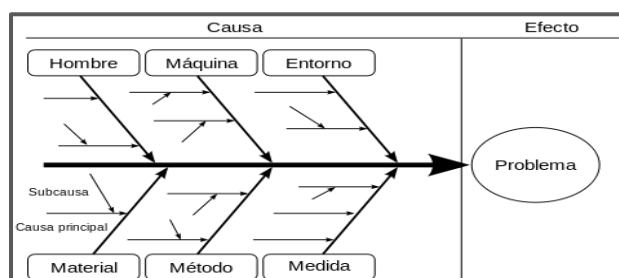 Causa
Efecto
Hombre
Máquina
Entorno
Problema
Subcausa
Causa principal
Material
Método
Medida